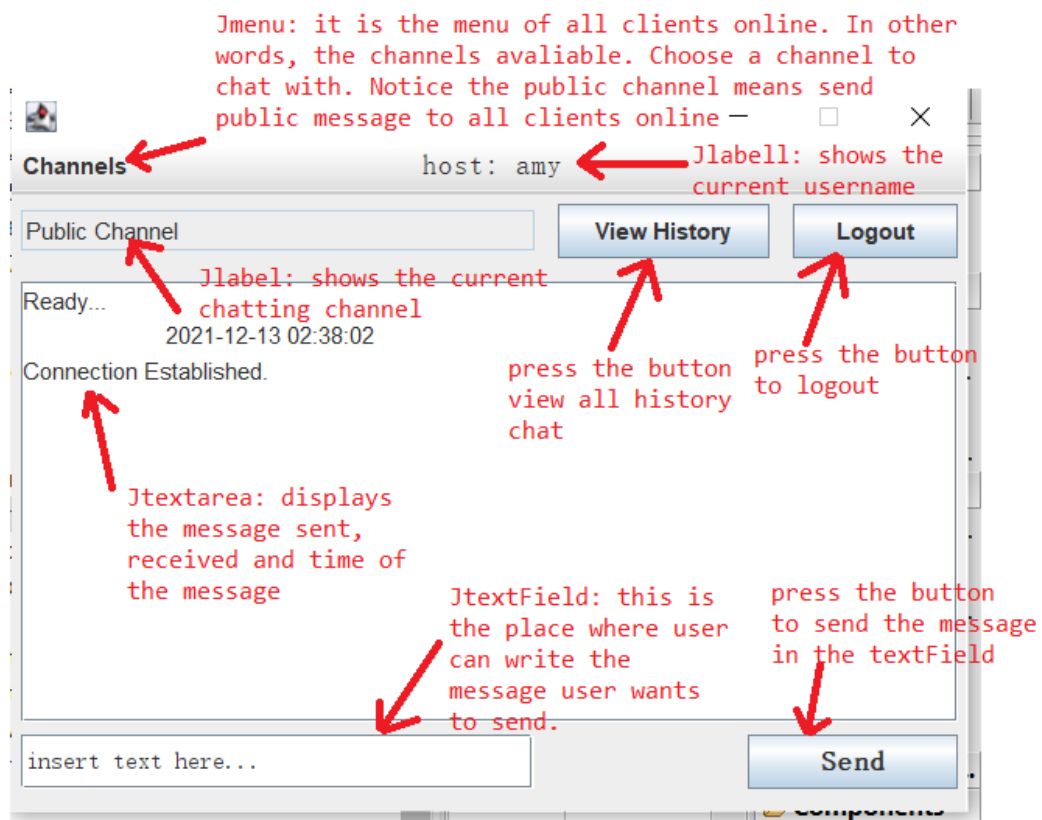 Jmenu: it is the menu of all clients online. In other
words, the channels avaliable. Choose a channel to
chat with. Notice the public channel means send
public message to all clients online
Channels
host: amy
Jlabell: shows the
current username
Public Channel
View History
Logout
Jlabel: shows the current
chatting channel
Ready...
2021-12-13 02:38:02
Connection Established.
press the button
view all history
chat
press the button
to logout
Jtextarea: displays
the message sent,
received and time of
the message
JtextField: this is
the place where user
can write the
message user wants
to send.
press the button
to send the message
in the textField
insert text here...
Send
Components